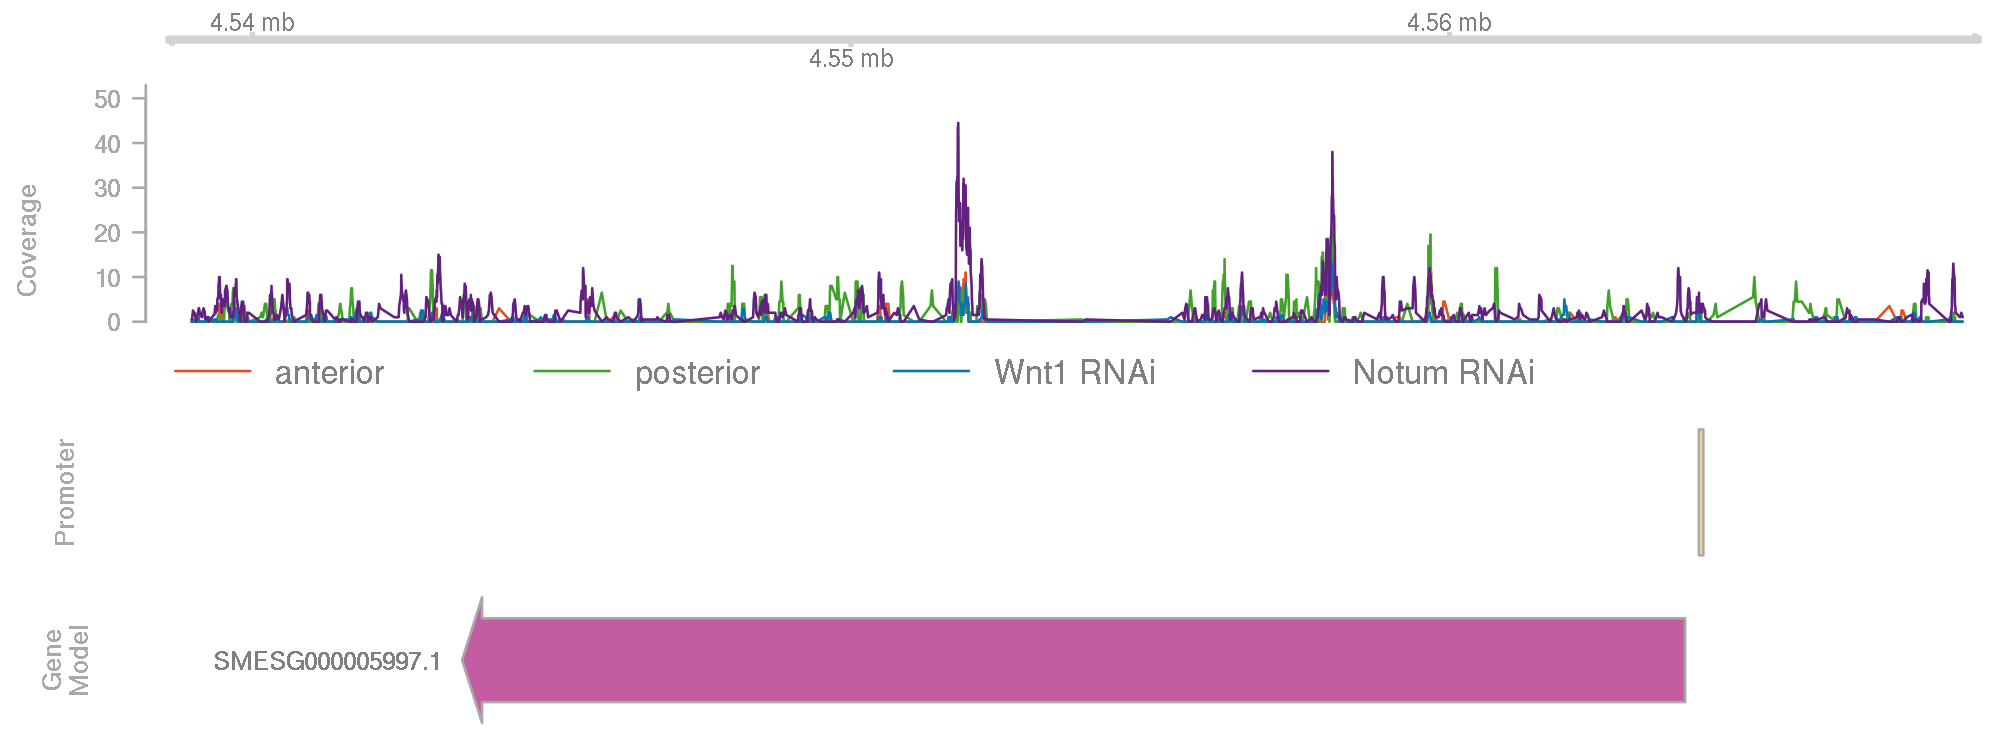 4.54 mb
4.56 mb
4.55 mb
Coverage
50
40
30
20
10
0
anterior posterior Wnt1 RNAi Notum RNAi
Promoter
Gene
Model
SMESG000005997.1